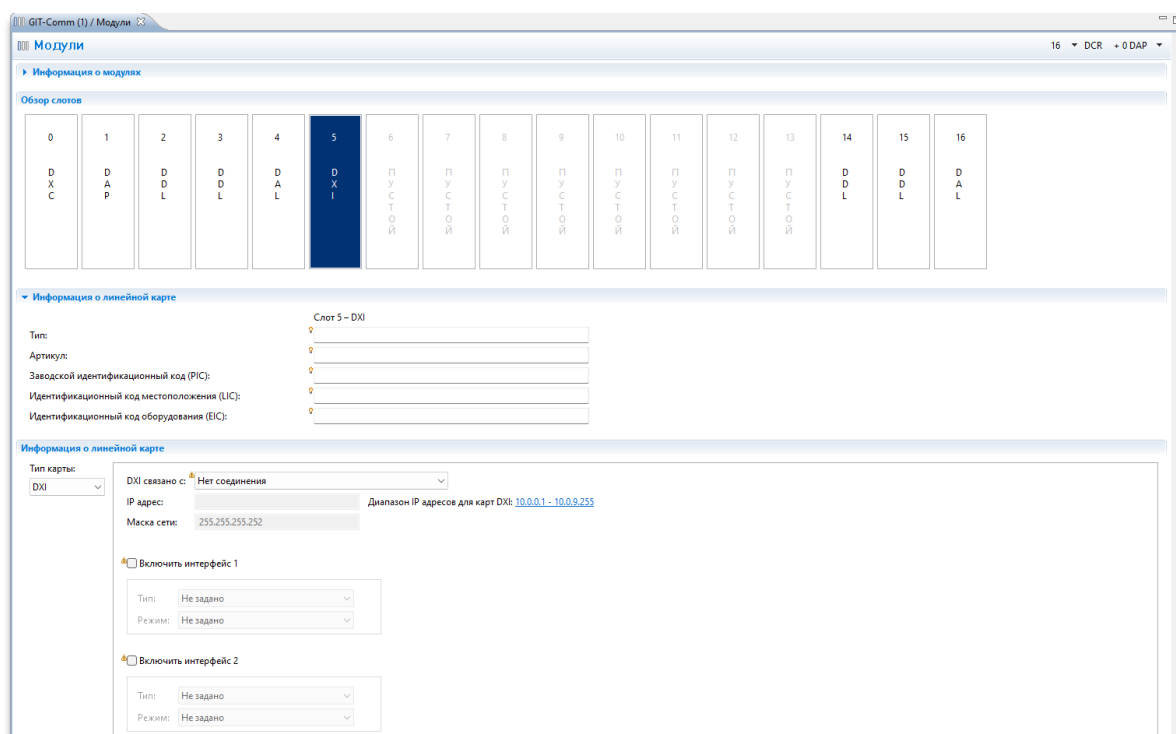 GIT-Comm (1) / Модули
Модули
16 DCR + 0 DAP
Информация о модулях
Обзор слотов
0 1 2 3 4 5 6 7 8 9 10 11 12 13 14 15 16
DXC DAP DDL DDL DAL DXI ПУСТОЙ ПУСТОЙ ПУСТОЙ ПУСТОЙ ПУСТОЙ ПУСТОЙ ПУСТОЙ ПУСТОЙ DDL DDL DAL
Информация о линейной карте
Слот 5 – DXI
Тип:
Артикул:
Заводской идентификационный код (PIC):
Идентификационный код местоположения (LIC):
Идентификационный код оборудования (EIC):
Информация о линейной карте
Тип карты:
DXI
DXI связано с: Нет соединения
IP адрес: Диапазон IP адресов для карт DXI: 10.0.0.1 - 10.0.9.255
Маска сети: 255.255.255.252
Включить интерфейс 1
Тип: Не задано
Режим: Не задано
Включить интерфейс 2
Тип: Не задано
Режим: Не задано